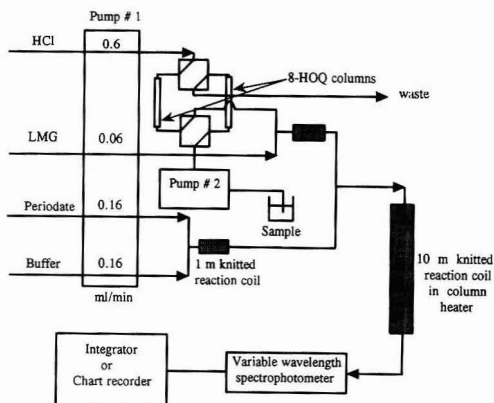 Pump # 1
HCl
0.6
8-HOQ columns
waste
LMG
0.06
Pump # 2
Sample
Periodate
0.16
1 m knitted
reaction coil
Buffer
0.16
ml/min
10 m knitted
reaction coil
in column
heater
Integrator
or
Chart recorder
Variable wavelength
spectrophotometer